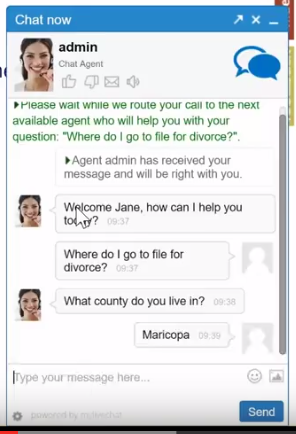 Chat now
admin
Chat Agent
Please wait while we route your call to the next
available agent who will help you with your
question: "Where do I go to file for divorce?".
Agent admin has received your
message and will be right with you.
Welcome Jane, how can I help you
today? 09:37
Where do I go to file for
divorce? 09:37
What county do you live in? 09:38
Maricopa 09:39
Type your message here...
powered by mylivechat
Send